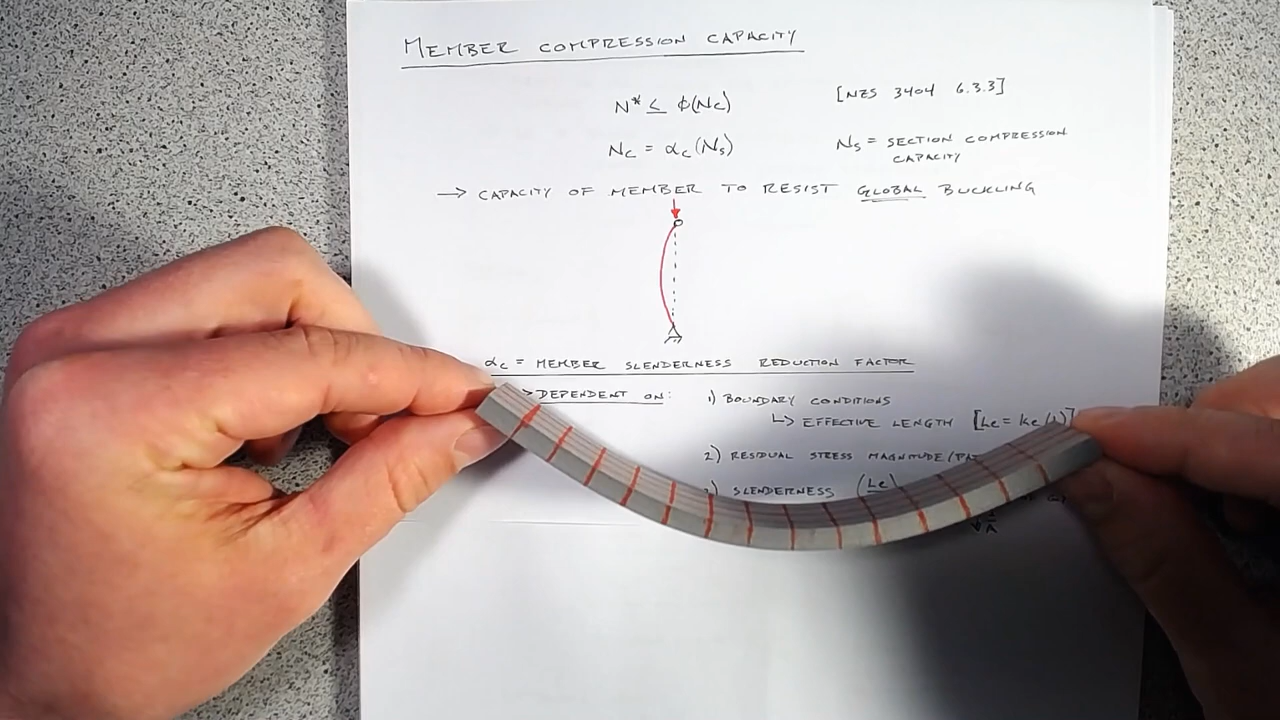 MEMBER COMPRESSION CAPACITY
N* ≤ φ(Nc)
[NZS 3404 6.3.3]
Nc = αc(Ns)
Ns = SECTION COMPRESSION
CAPACITY
→ CAPACITY OF MEMBER TO RESIST GLOBAL BUCKLING
αc = MEMBER SLENDERNESS REDUCTION FACTOR
> DEPENDENT ON:
1) BOUNDARY CONDITIONS
↳ EFFECTIVE LENGTH [Le = ke(L)]
2) RESIDUAL STRESS MAGNITUDE/
) SLENDERNESS (Le